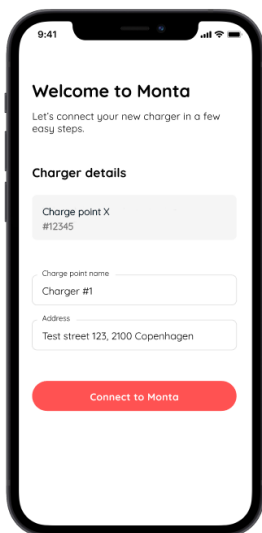 9:41
Welcome to Monta
Let's connect your new charger in a few
easy steps.
Charger details
Charge point X
#12345
Charge point name
Charger #1
Address
Test street 123, 2100 Copenhagen
Connect to Monta